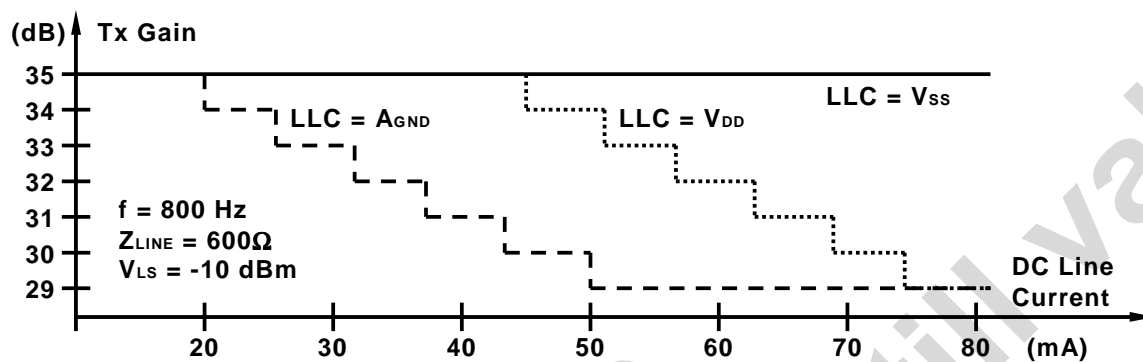 (dB) Tx Gain
35
34
33
32
31
30
29
LLC = AGND
LLC = VDD
LLC = VSS
f = 800 Hz
ZLINE = 600Ω
VLS = -10 dBm
DC Line
Current
20 30 40 50 60 70 80 (mA)
till